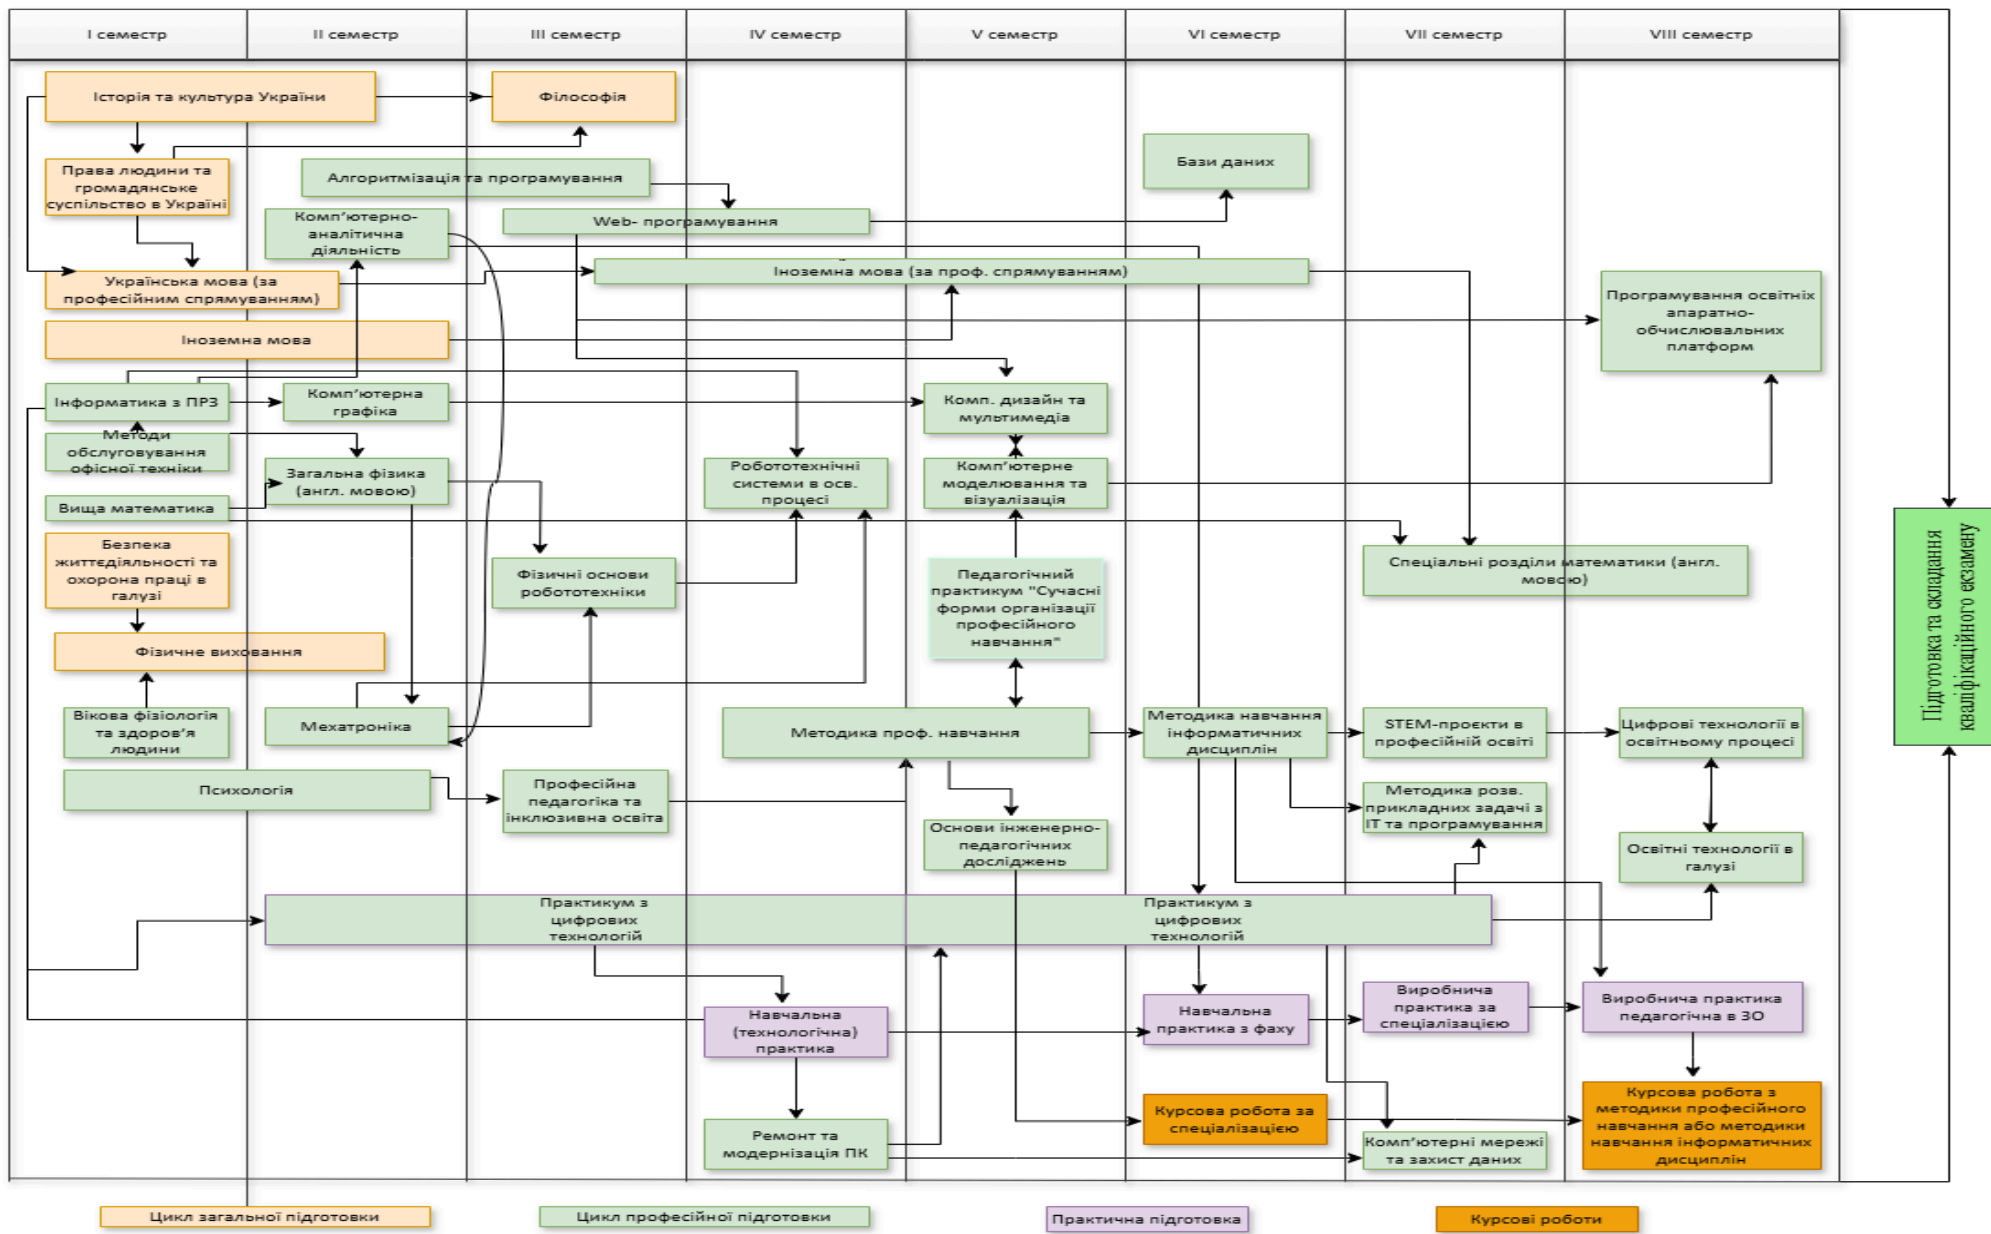 I семестр
II семестр
III семестр
IV семестр
V семестр
VI семестр
VII семестр
VIII семестр
Історія та культура України
Філософія
Права людини та
громадянське
суспільство в Україні
Алгоритмізація та програмування
Бази даних
Комп'ютерно-
аналітична
діяльність
Web- програмування
Українська мова (за
професійним спрямуванням)
Іноземна мова (за проф. спрямуванням)
Програмування освітніх
апаратно-
обчислювальних
платформ
Іноземна мова
Інформатика з ПРЗ
Комп'ютерна
графіка
Комп. дизайн та
мультимедіа
Методи
обслуговування
офісної техніки
Загальна фізика
(англ. мовою)
Робототехнічні
системи в осв.
процесі
Комп'ютерне
моделювання та
візуалізація
Вища математика
Безпека
життєдіяльності та
охорона праці в
галузі
Фізичні основи
робототехніки
Педагогічний
практикум "Сучасні
форми організації
професійного
навчання"
Спеціальні розділи математики (англ.
мовою)
Підготовка та складання
кваліфікаційного екзамену
Фізичне виховання
Вікова фізіологія
та здоров'я
людини
Мехатроніка
Методика проф. навчання
Методика навчання
інформатичних
дисциплін
STEM-проєкти в
професійній освіті
Цифрові технології в
освітньому процесі
Психологія
Професійна
педагогіка та
інклюзивна освіта
Основи інженерно-
педагогічних
досліджень
Методика розв.
прикладних задачі з
ІТ та програмування
Освітні технології в
галузі
Практикум з
цифрових
технологій
Практикум з
цифрових
технологій
Навчальна
(технологічна)
практика
Навчальна
практика з фаху
Виробнича
практика за
спеціалізацією
Виробнича практика
педагогічна в ЗО
Ремонт та
модернізація ПК
Курсова робота за
спеціалізацією
Комп'ютерні мережі
та захист даних
Курсова робота з
методики професійного
навчання або методики
навчання інформатичних
дисциплін
Цикл загальної підготовки
Цикл професійної підготовки
Практична підготовка
Курсові роботи